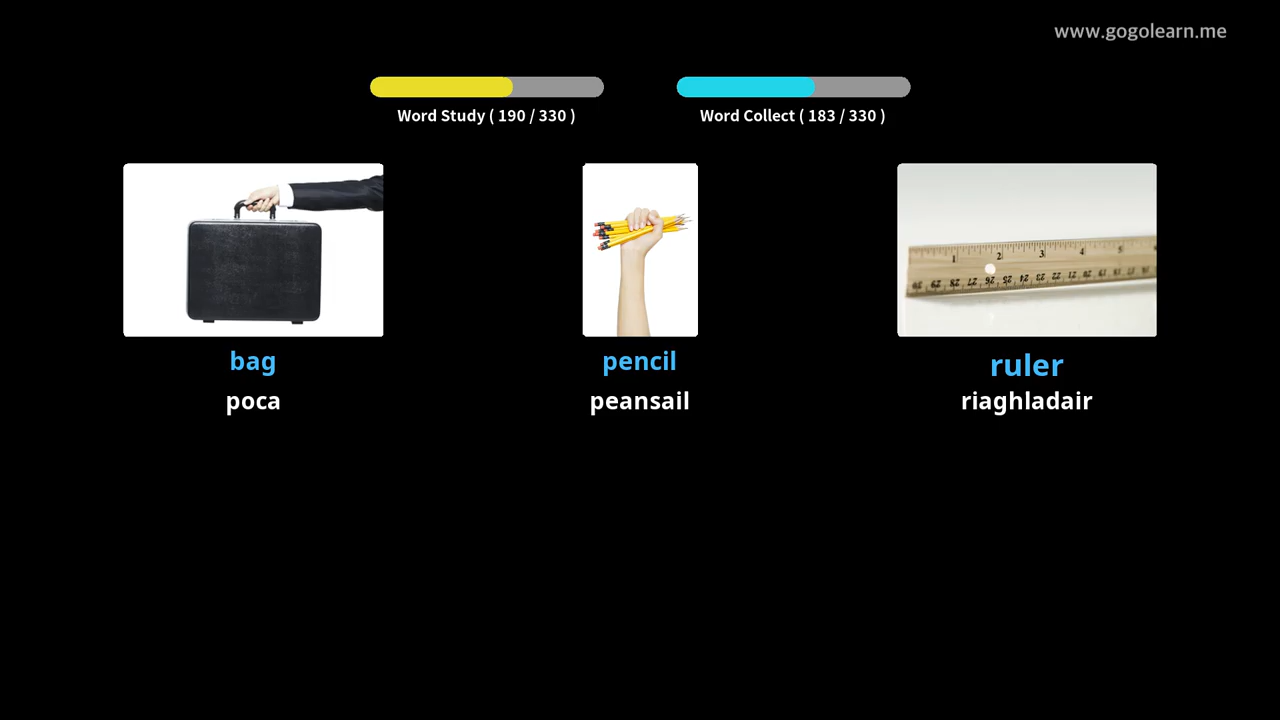 www.gogolearn.me
Word Study ( 190 / 330 )
Word Collect ( 183 / 330 )
bag
poca
pencil
peansail
ruler
riaghladair